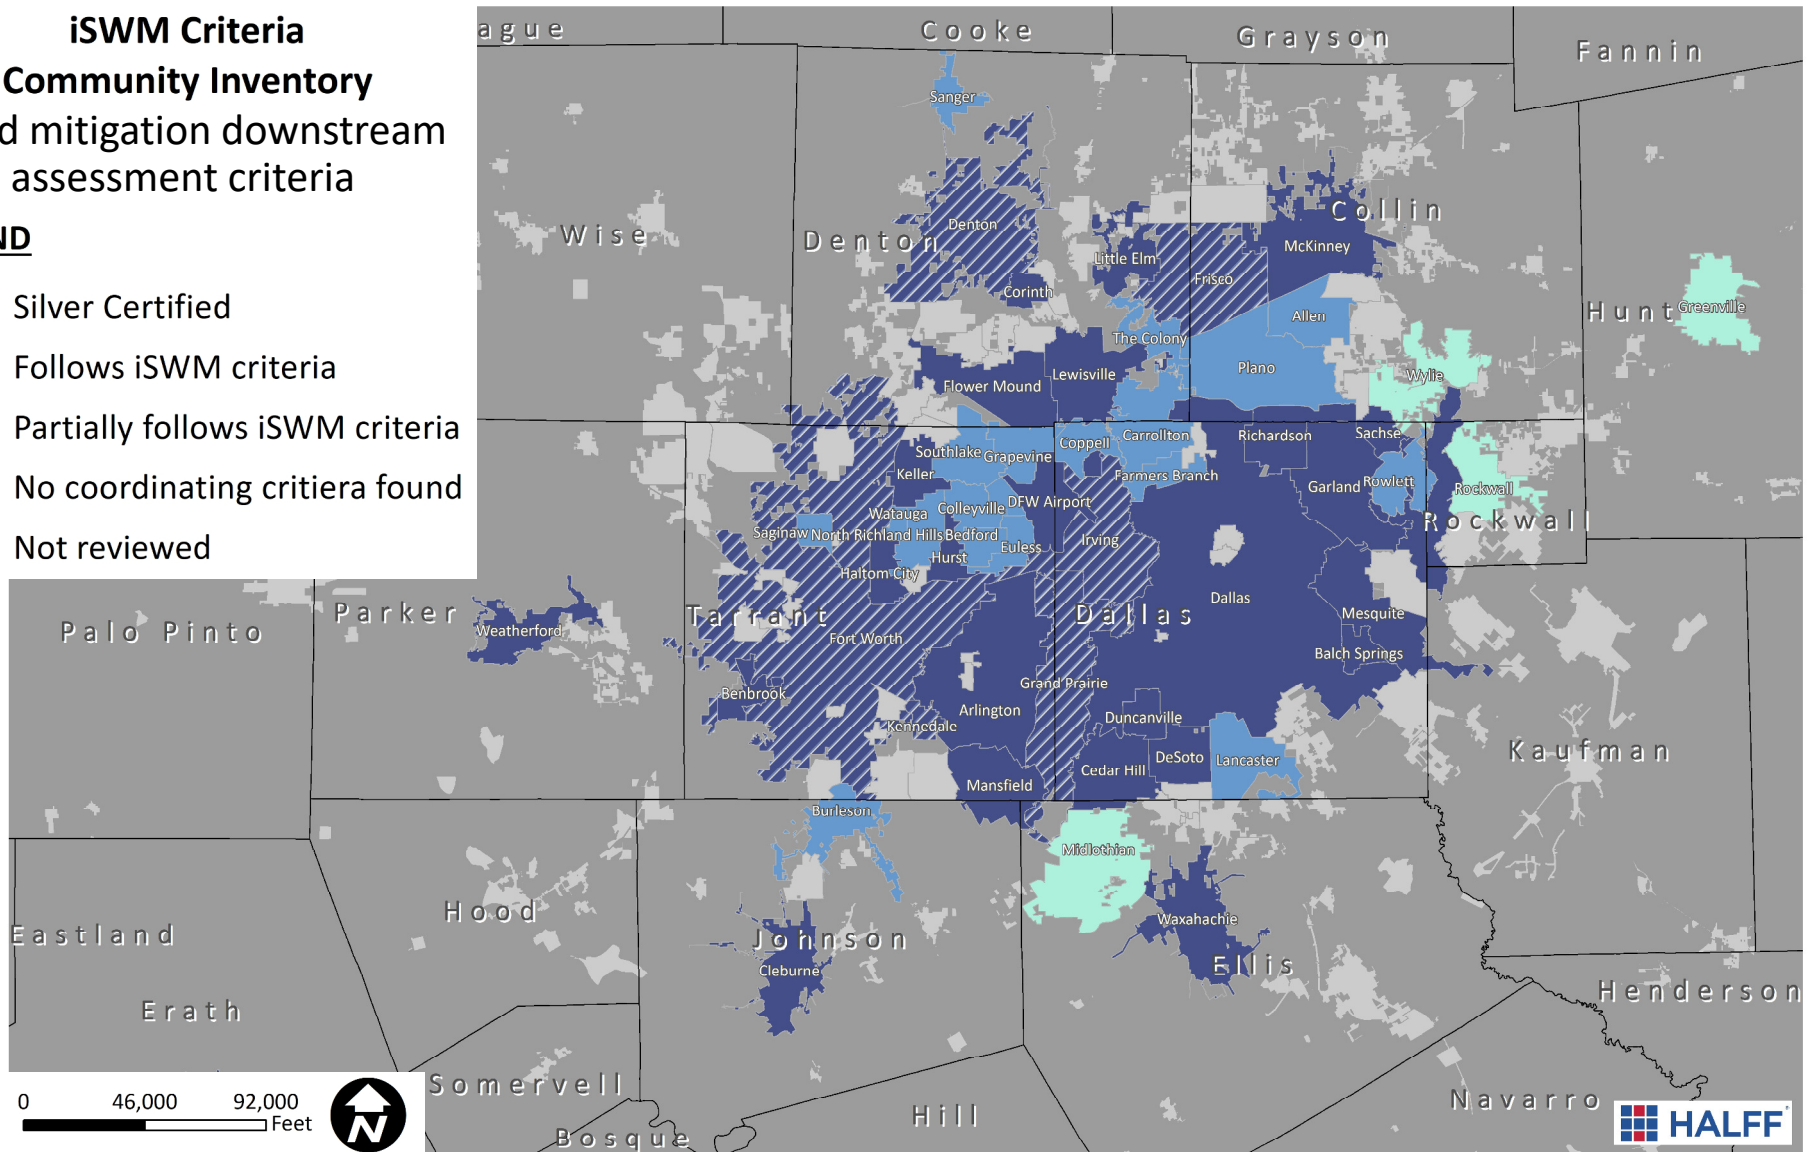 iSWM Criteria
Community Inventory
d mitigation downstream
assessment criteria
ND
Silver Certified
Follows iSWM criteria
Partially follows iSWM criteria
No coordinating critiera found
Not reviewed
ague
Cooke
Grayson
Fannin
Sanger
Wise
Denton
Denton
Collin
McKinney
Little Elm
Frisco
Corinth
Hunt
Greenville
Allen
The Colony
Plano
Wylie
Flower Mound
Lewisville
Southlake
Grapevine
Coppell
Carrollton
Richardson
Sachse
Keller
Farmers Branch
Garland
Rowlett
Rockwall
Rockwall
Watauga
Colleyville
DFW Airport
Saginaw
North Richland Hills
Bedford
Hurst
Euless
Irving
Haltom City
Palo Pinto
Parker
Weatherford
Tarrant
Fort Worth
Dallas
Dallas
Mesquite
Balch Springs
Benbrook
Kennedale
Arlington
Grand Prairie
Duncanville
Cedar Hill
DeSoto
Lancaster
Kaufman
Mansfield
Burleson
Midlothian
Hood
Johnson
Cleburne
Waxahachie
Ellis
Eastland
Erath
Henderson
Somervell
Bosque
Hill
Navarro
0 46,000 92,000
Feet
N
HALFF